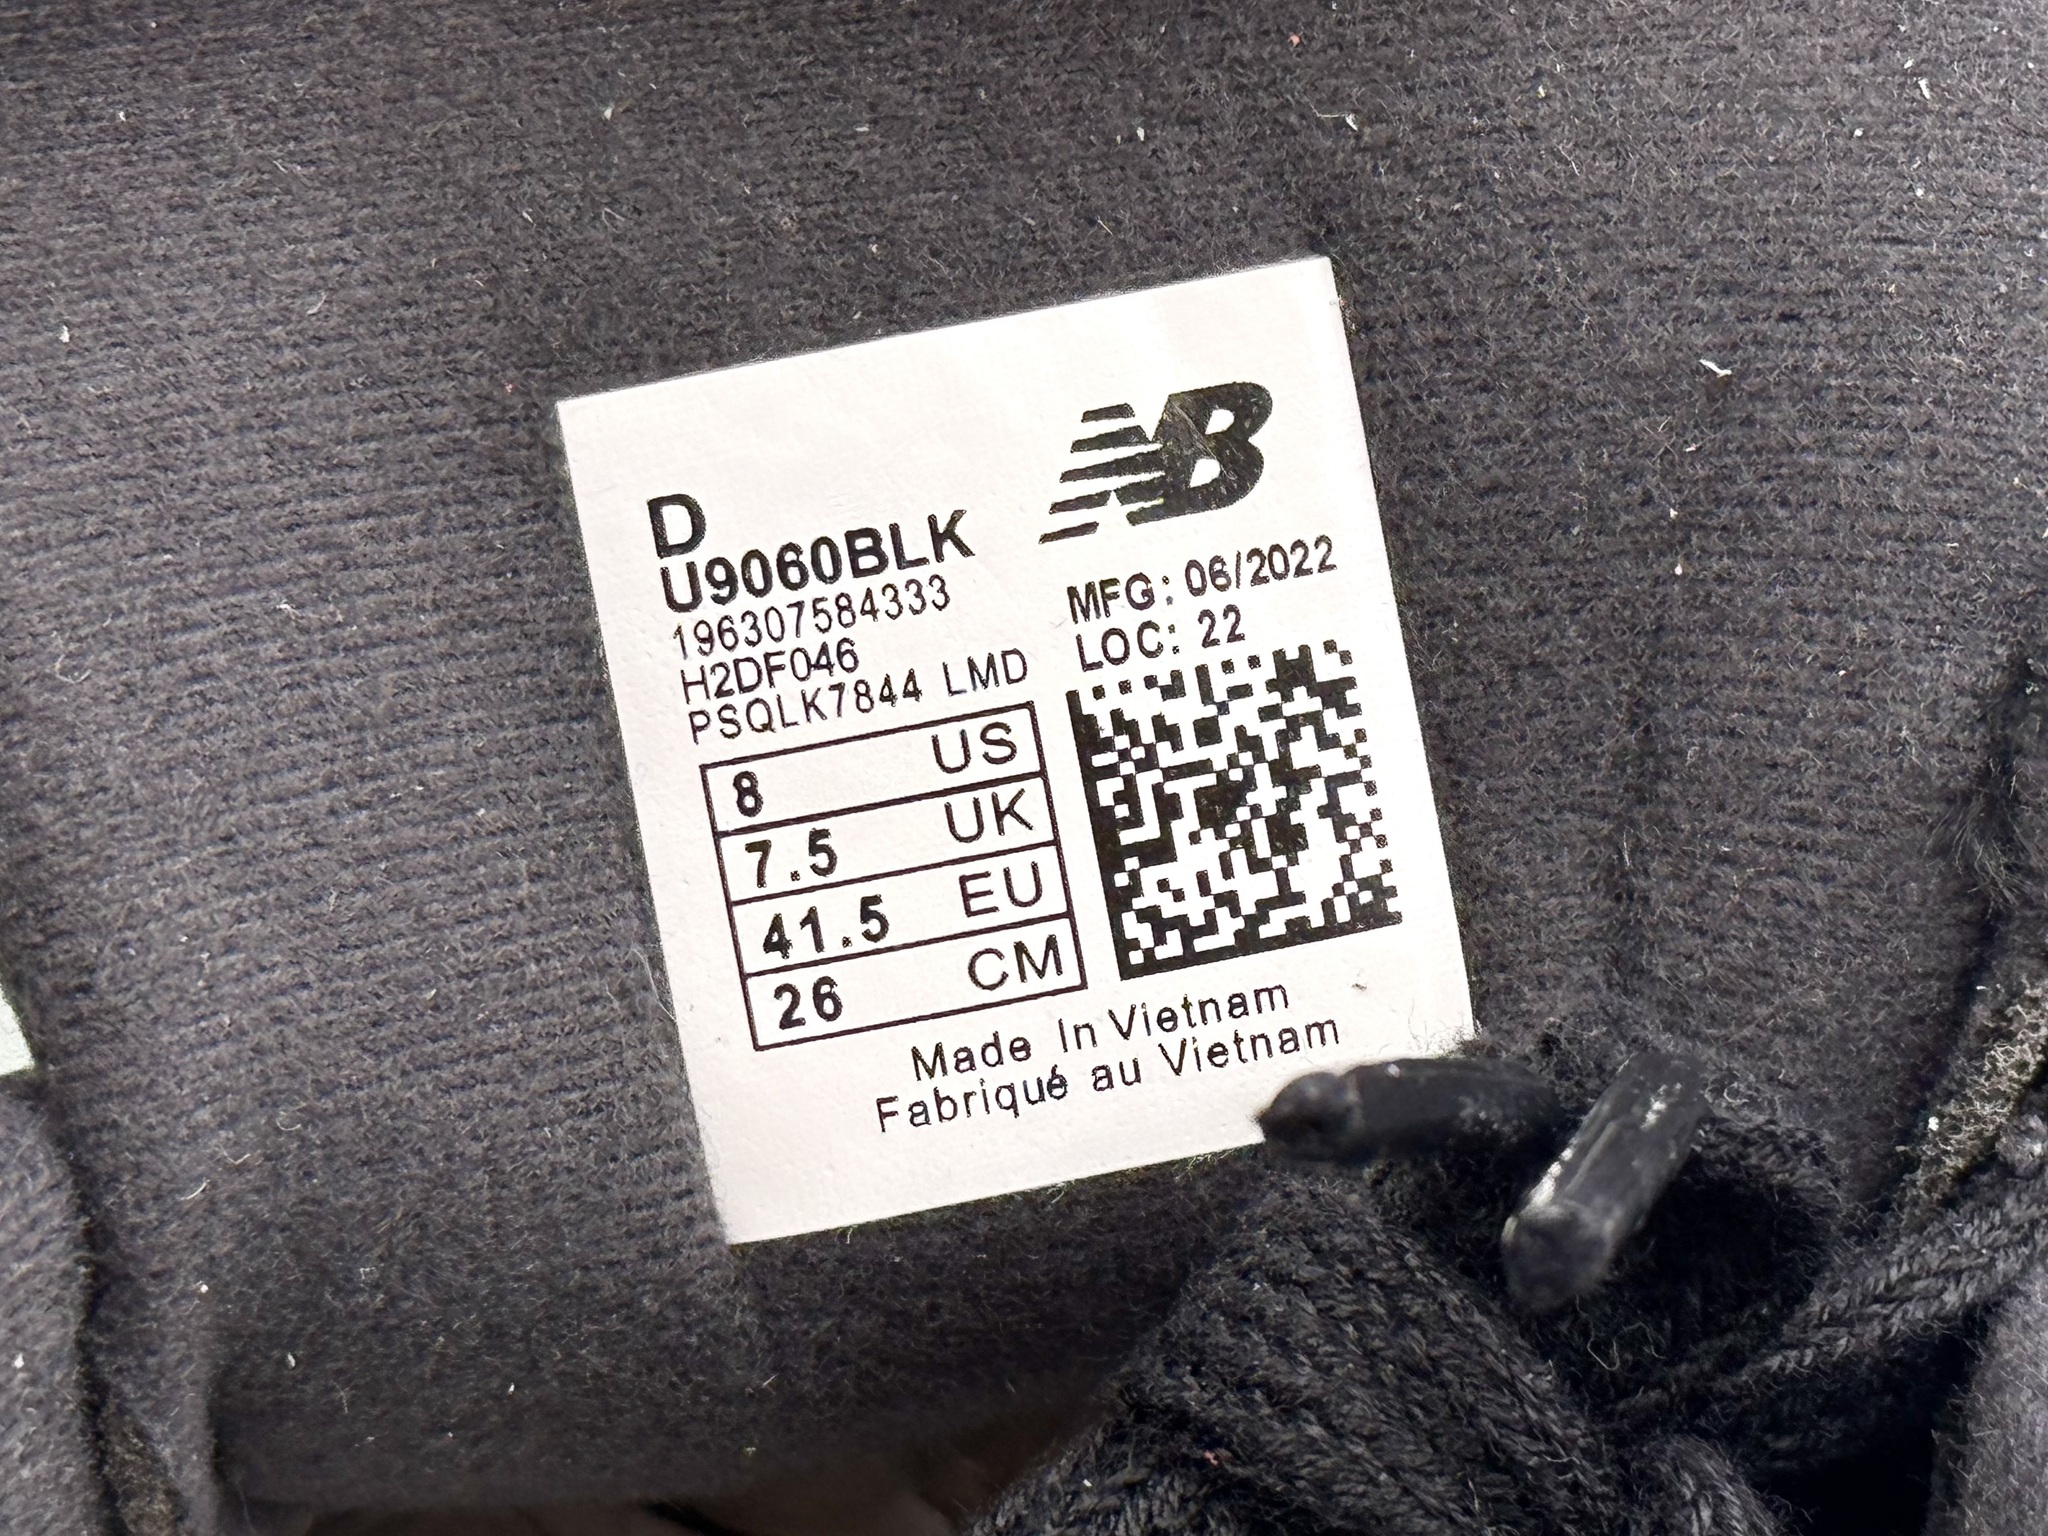 NB
D
U9060BLK
196307584333
H2DF046
PSQLK7844 LMD
MFG: 06/2022
LOC: 22
8 US
7.5 UK
41.5 EU
26 CM
Made In Vietnam
Fabriqué au Vietnam